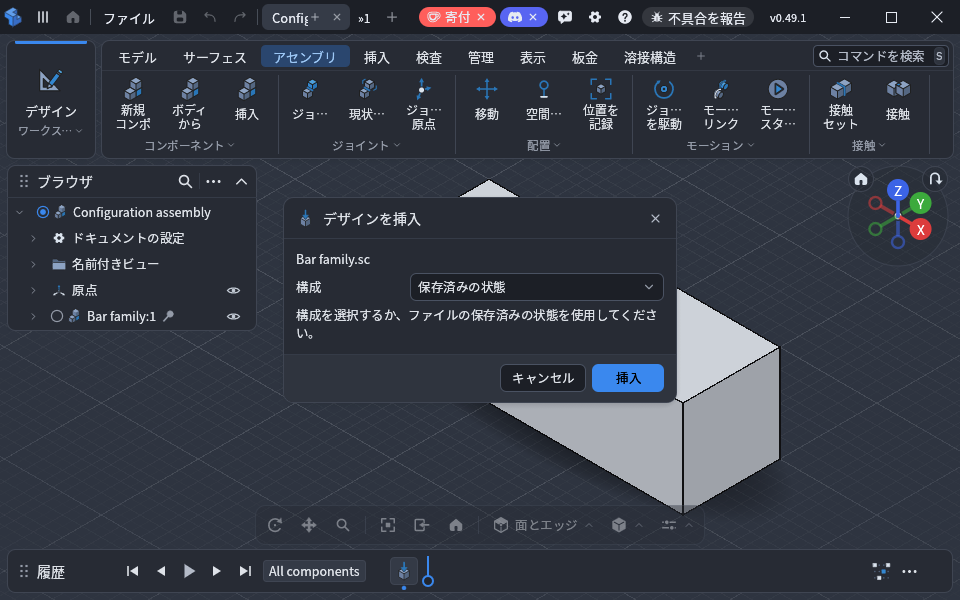 ファイル
Config
»1
寄付
不具合を報告
v0.49.1
デザイン
ワークス…
モデル
サーフェス
アセンブリ
挿入
検査
管理
表示
板金
溶接構造
コマンドを検索
S
新規
コンポ
ボディ
から
挿入
コンポーネント
ジョ…
現状…
ジョ…
原点
ジョイント
移動
空間…
位置を
記録
配置
ジョ…
を駆動
モー…
リンク
モー…
スタ…
モーション
接触
セット
接触
接触
ブラウザ
Configuration assembly
ドキュメントの設定
名前付きビュー
原点
Bar family:1
Z
Y
X
デザインを挿入
Bar family.sc
構成
保存済みの状態
構成を選択するか、ファイルの保存済みの状態を使用してくださ
い。
キャンセル
挿入
面とエッジ
履歴
All components